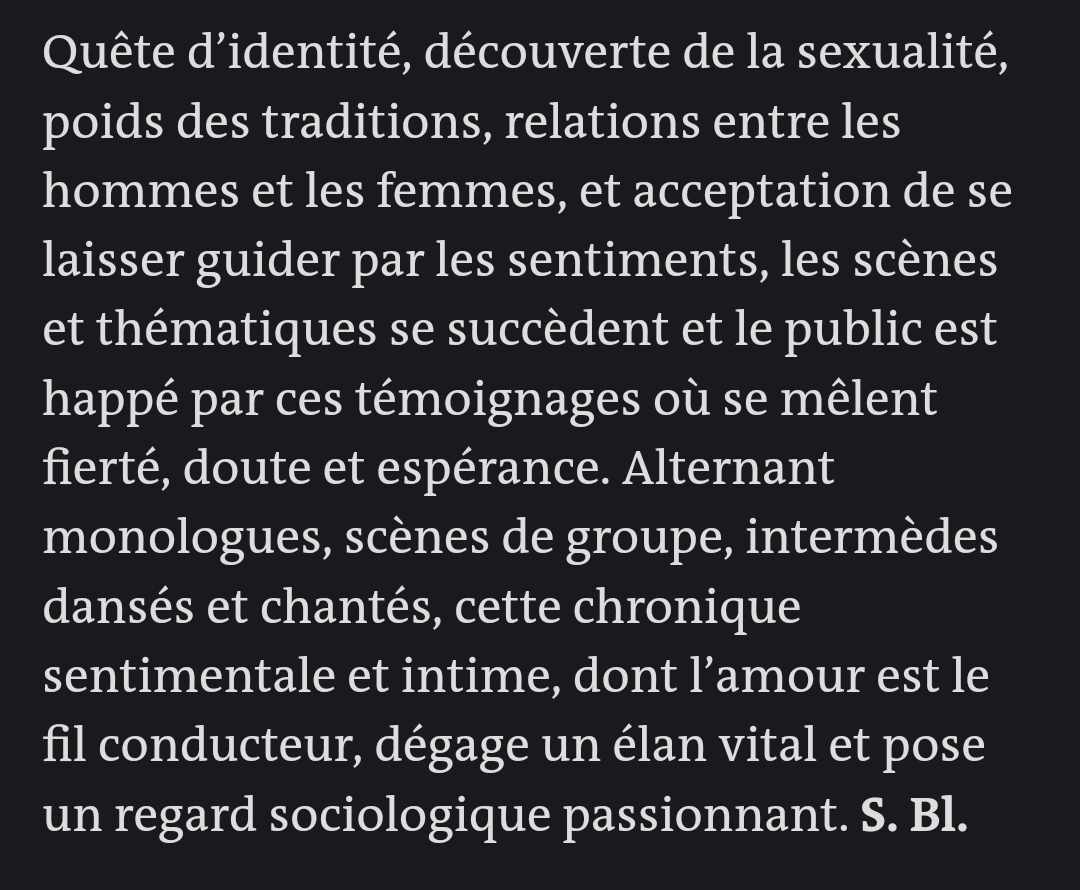 Quête d’identité, découverte de la sexualité,
poids des traditions, relations entre les
hommes et les femmes, et acceptation de se
laisser guider par les sentiments, les scènes
et thématiques se succèdent et le public est
happé par ces témoignages où se mêlent
fierté, doute et espérance. Alternant
monologues, scènes de groupe, intermèdes
dansés et chantés, cette chronique
sentimentale et intime, dont l’amour est le
fil conducteur, dégage un élan vital et pose
un regard sociologique passionnant. S. Bl.